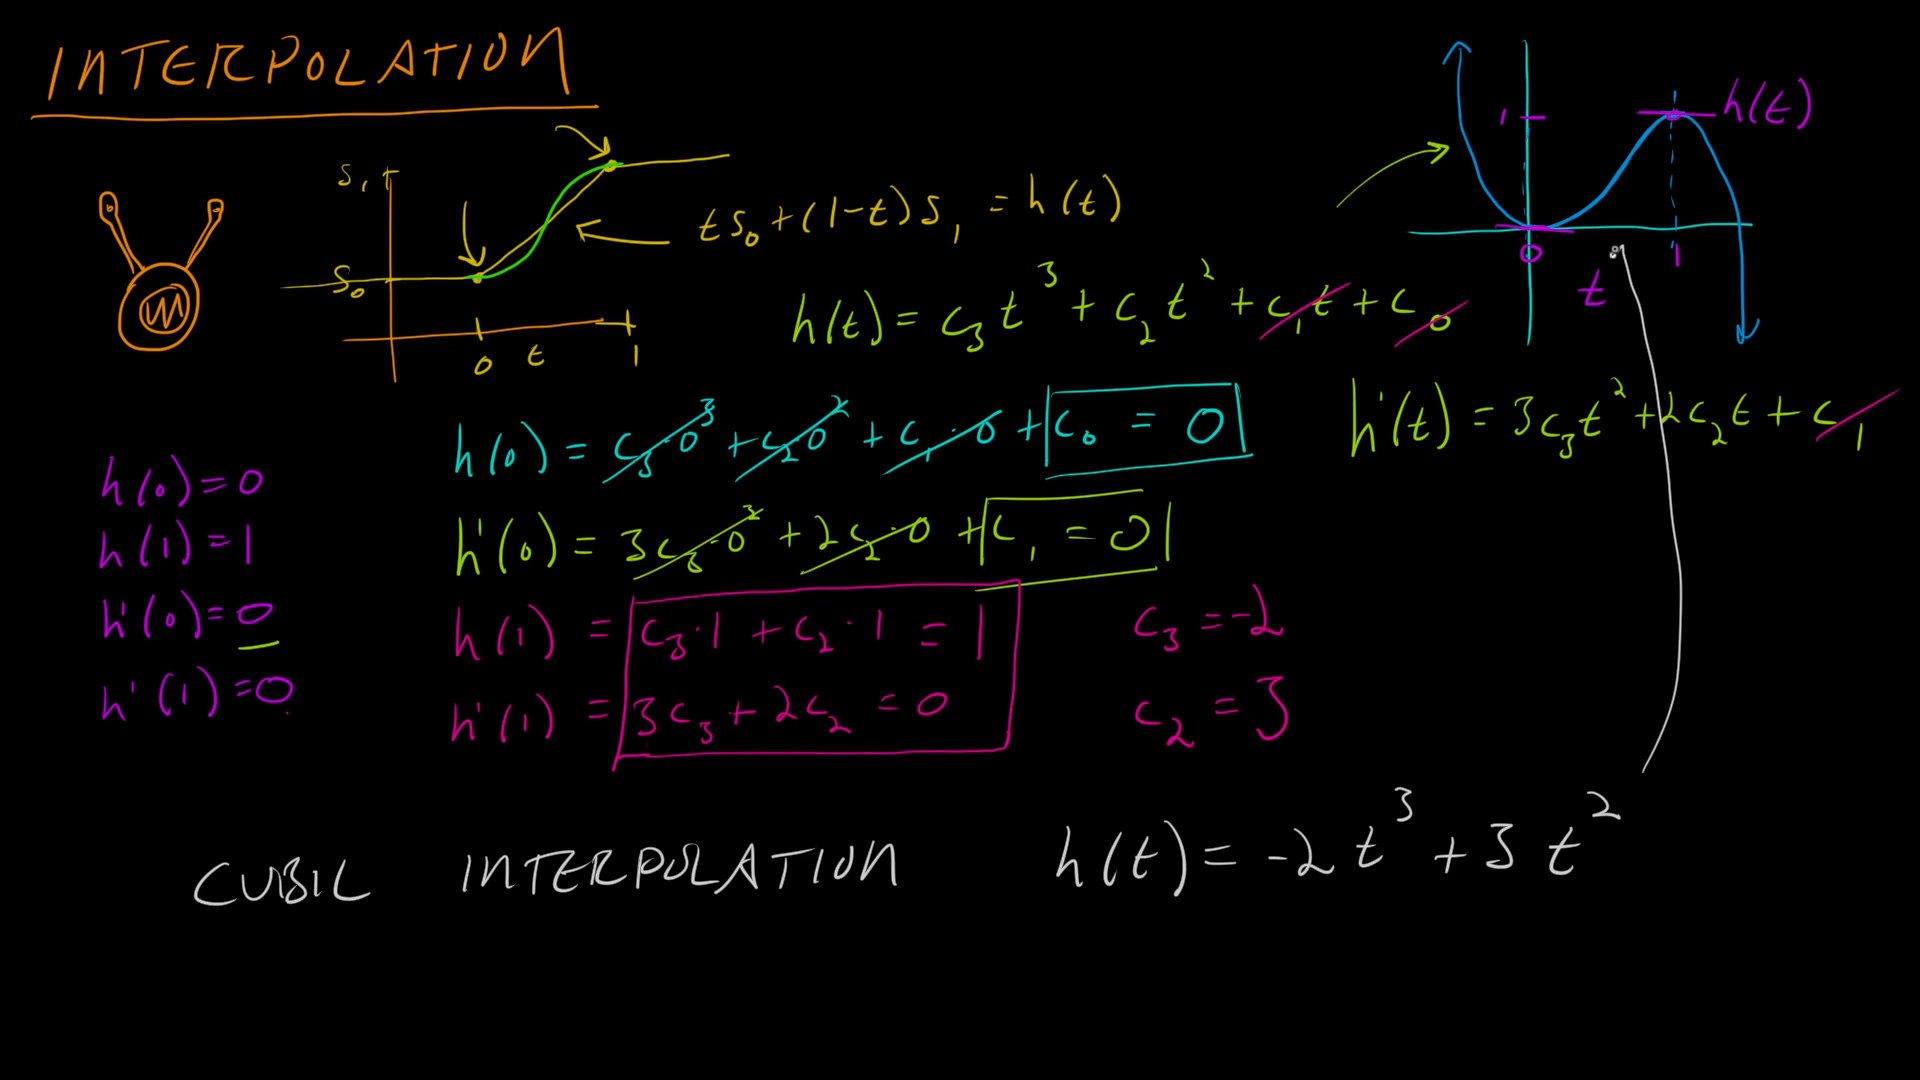 INTERPOLATION
S₁
S₀
0 t 1
tS₀+(1-t)S₁ = h(t)
1
h(t)
0
1
t
h(t) = c₃t³ + c₂t² + c₁t + c₀
h'(t) = 3c₃t² + 2c₂t + c₁
h(0) = c₃·0³ + c₂·0² + c₁·0 + c₀ = 0
h'(0) = 3c₃·0² + 2c₂·0 + c₁ = 0
h(1) = c₃·1 + c₂·1 = 1
h'(1) = 3c₃ + 2c₂ = 0
h(0)=0
h(1)=1
h'(0)=0
h'(1)=0
c₃ = -2
c₂ = 3
CUBIC INTERPOLATION
h(t) = -2t³ + 3t²